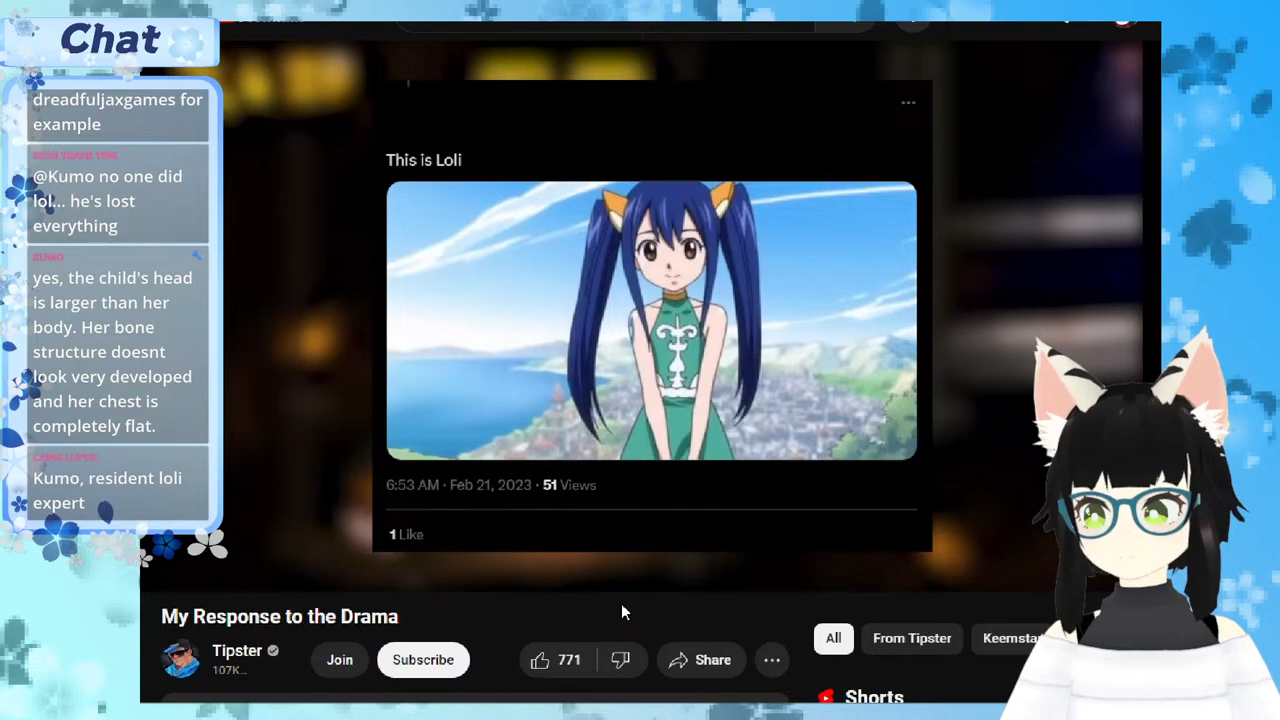 Chat
dreadfuljaxgames for
example
@Kumo no one did
lol... he's lost
everything
KUMO
yes, the child's head
is larger than her
body. Her bone
structure doesnt
look very developed
and her chest is
completely flat.
Kumo, resident loli
expert
This is Loli
6:53 AM · Feb 21, 2023 · 51 Views
1 Like
My Response to the Drama
Tipster
107K...
Join
Subscribe
771
Share
All
From Tipster
Keemsta
Shorts